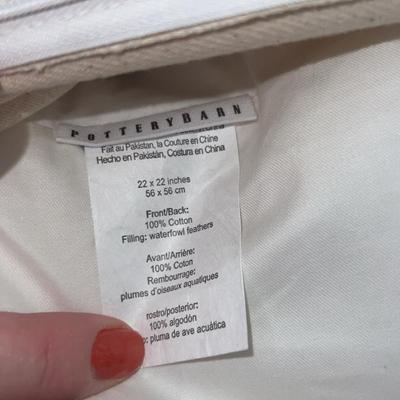 POTTERYBARN
Fait au Pakistan, la Couture en Chine
Hecho en Pakistán, Costura en China
22 x 22 inches
56 x 56 cm
Front/Back:
100% Cotton
Filling: waterfowl feathers
Avant/Arrière:
100% Coton
Rembourrage:
plumes d'oiseaux aquatiques
rostro/posterior:
100% algodón
pluma de ave acuática